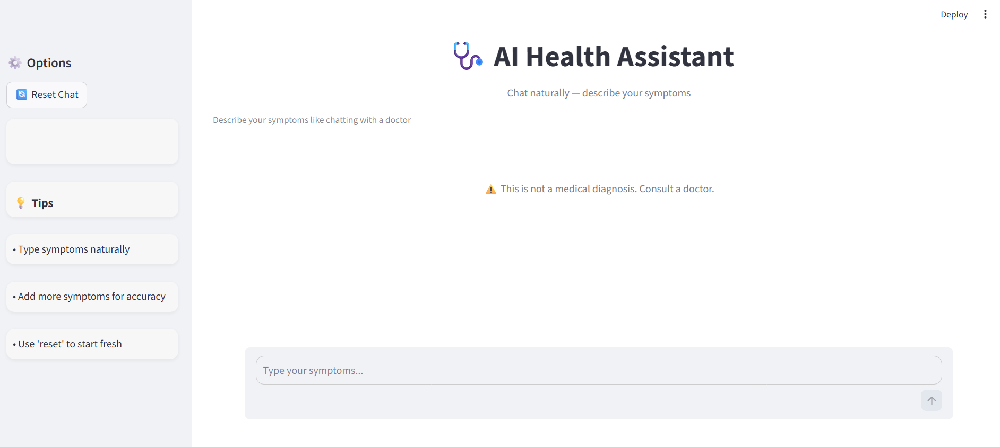 Deploy
Options
Reset Chat
Tips
• Type symptoms naturally
• Add more symptoms for accuracy
• Use 'reset' to start fresh
AI Health Assistant
Chat naturally — describe your symptoms
Describe your symptoms like chatting with a doctor
This is not a medical diagnosis. Consult a doctor.
Type your symptoms...